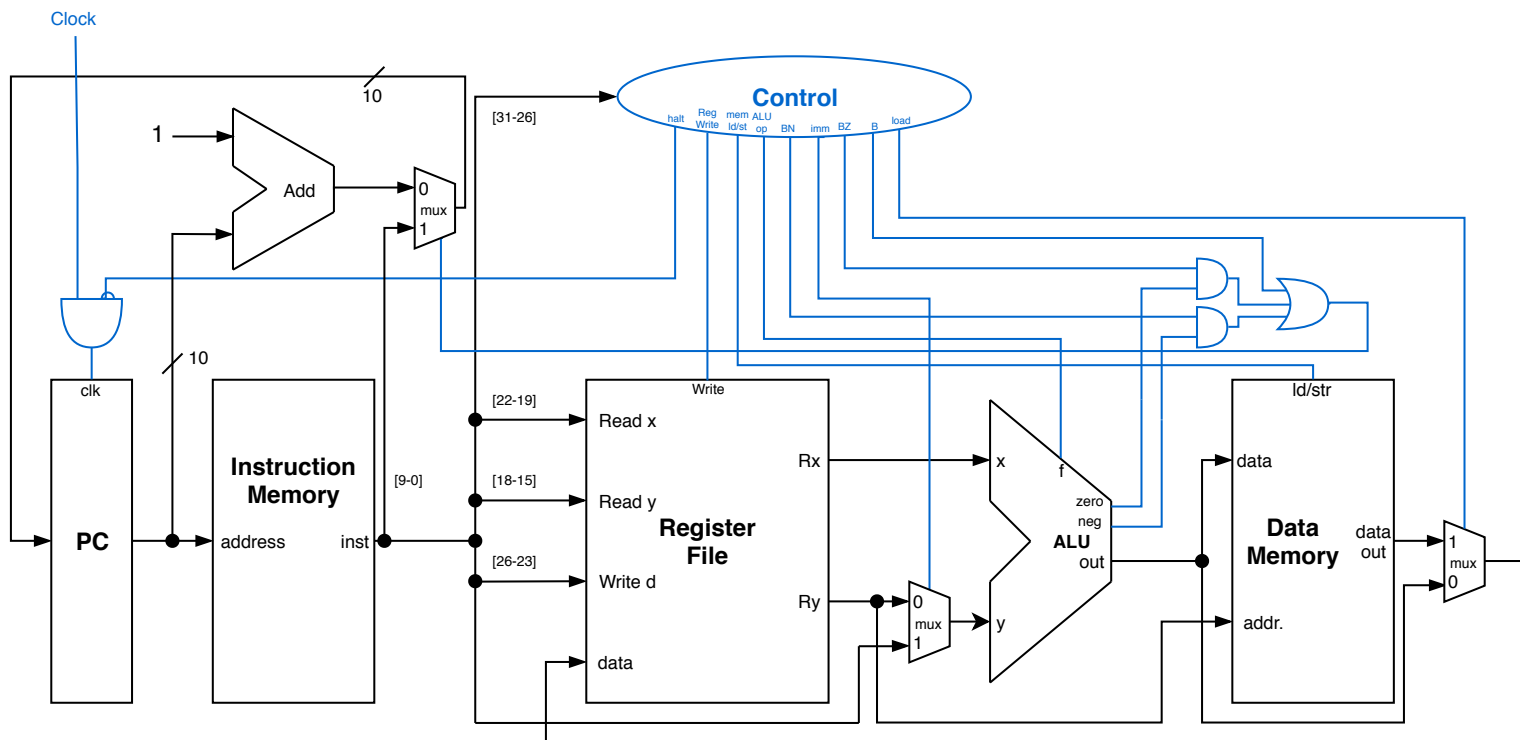 Clock
10
Control
[31-26]
halt
Reg
Write
mem
ld/st
ALU
op
BN
imm
BZ
B
load
1
Add
0
mux
1
10
clk
PC
Instruction
Memory
address
inst
[9-0]
[22-19]
[18-15]
[26-23]
Write
Read x
Read y
Write d
data
Register
File
Rx
Ry
0
mux
1
x
f
zero
neg
ALU
out
y
ld/str
data
Data
Memory
data
out
addr.
1
mux
0